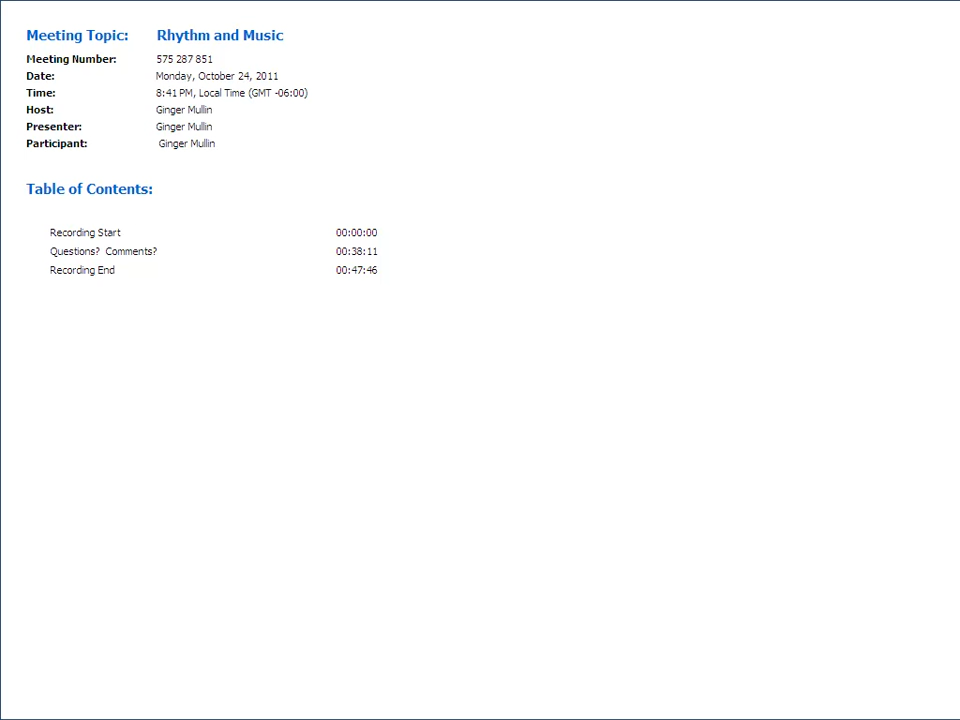 Meeting Topic: Rhythm and Music
Meeting Number: 575 287 851
Date: Monday, October 24, 2011
Time: 8:41 PM, Local Time (GMT -06:00)
Host: Ginger Mullin
Presenter: Ginger Mullin
Participant: Ginger Mullin
Table of Contents:
Recording Start 00:00:00
Questions? Comments? 00:38:11
Recording End 00:47:46